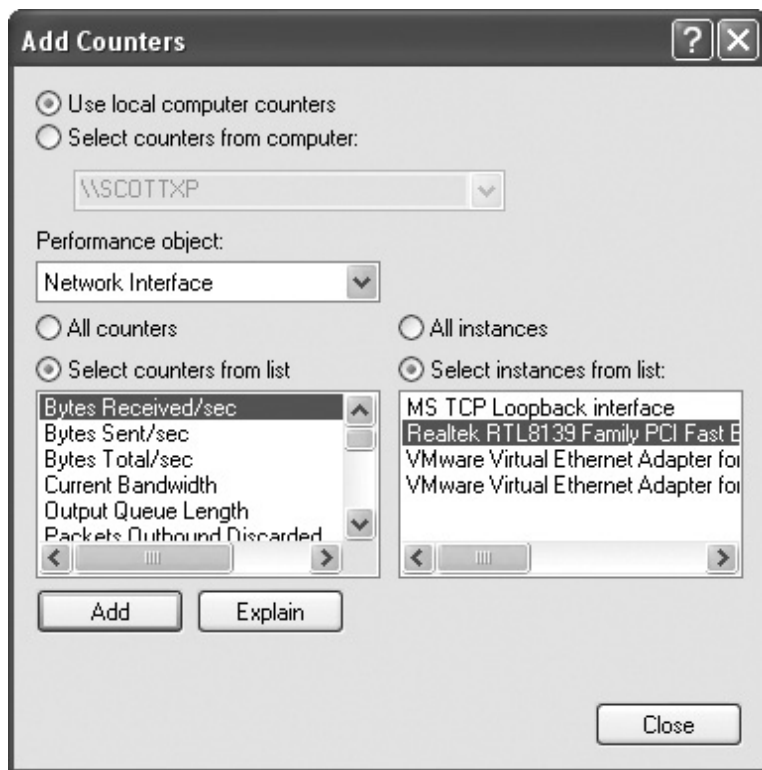 Add Counters
Use local computer counters
Select counters from computer:
\\SCOTTXP
Performance object:
Network Interface
All counters
All instances
Select counters from list
Select instances from list:
Bytes Received/sec
Bytes Sent/sec
Bytes Total/sec
Current Bandwidth
Output Queue Length
Packets Outbound Discarded
MS TCP Loopback interface
Realtek RTL8139 Family PCI Fast E
VMware Virtual Ethernet Adapter for
VMware Virtual Ethernet Adapter for
Add
Explain
Close